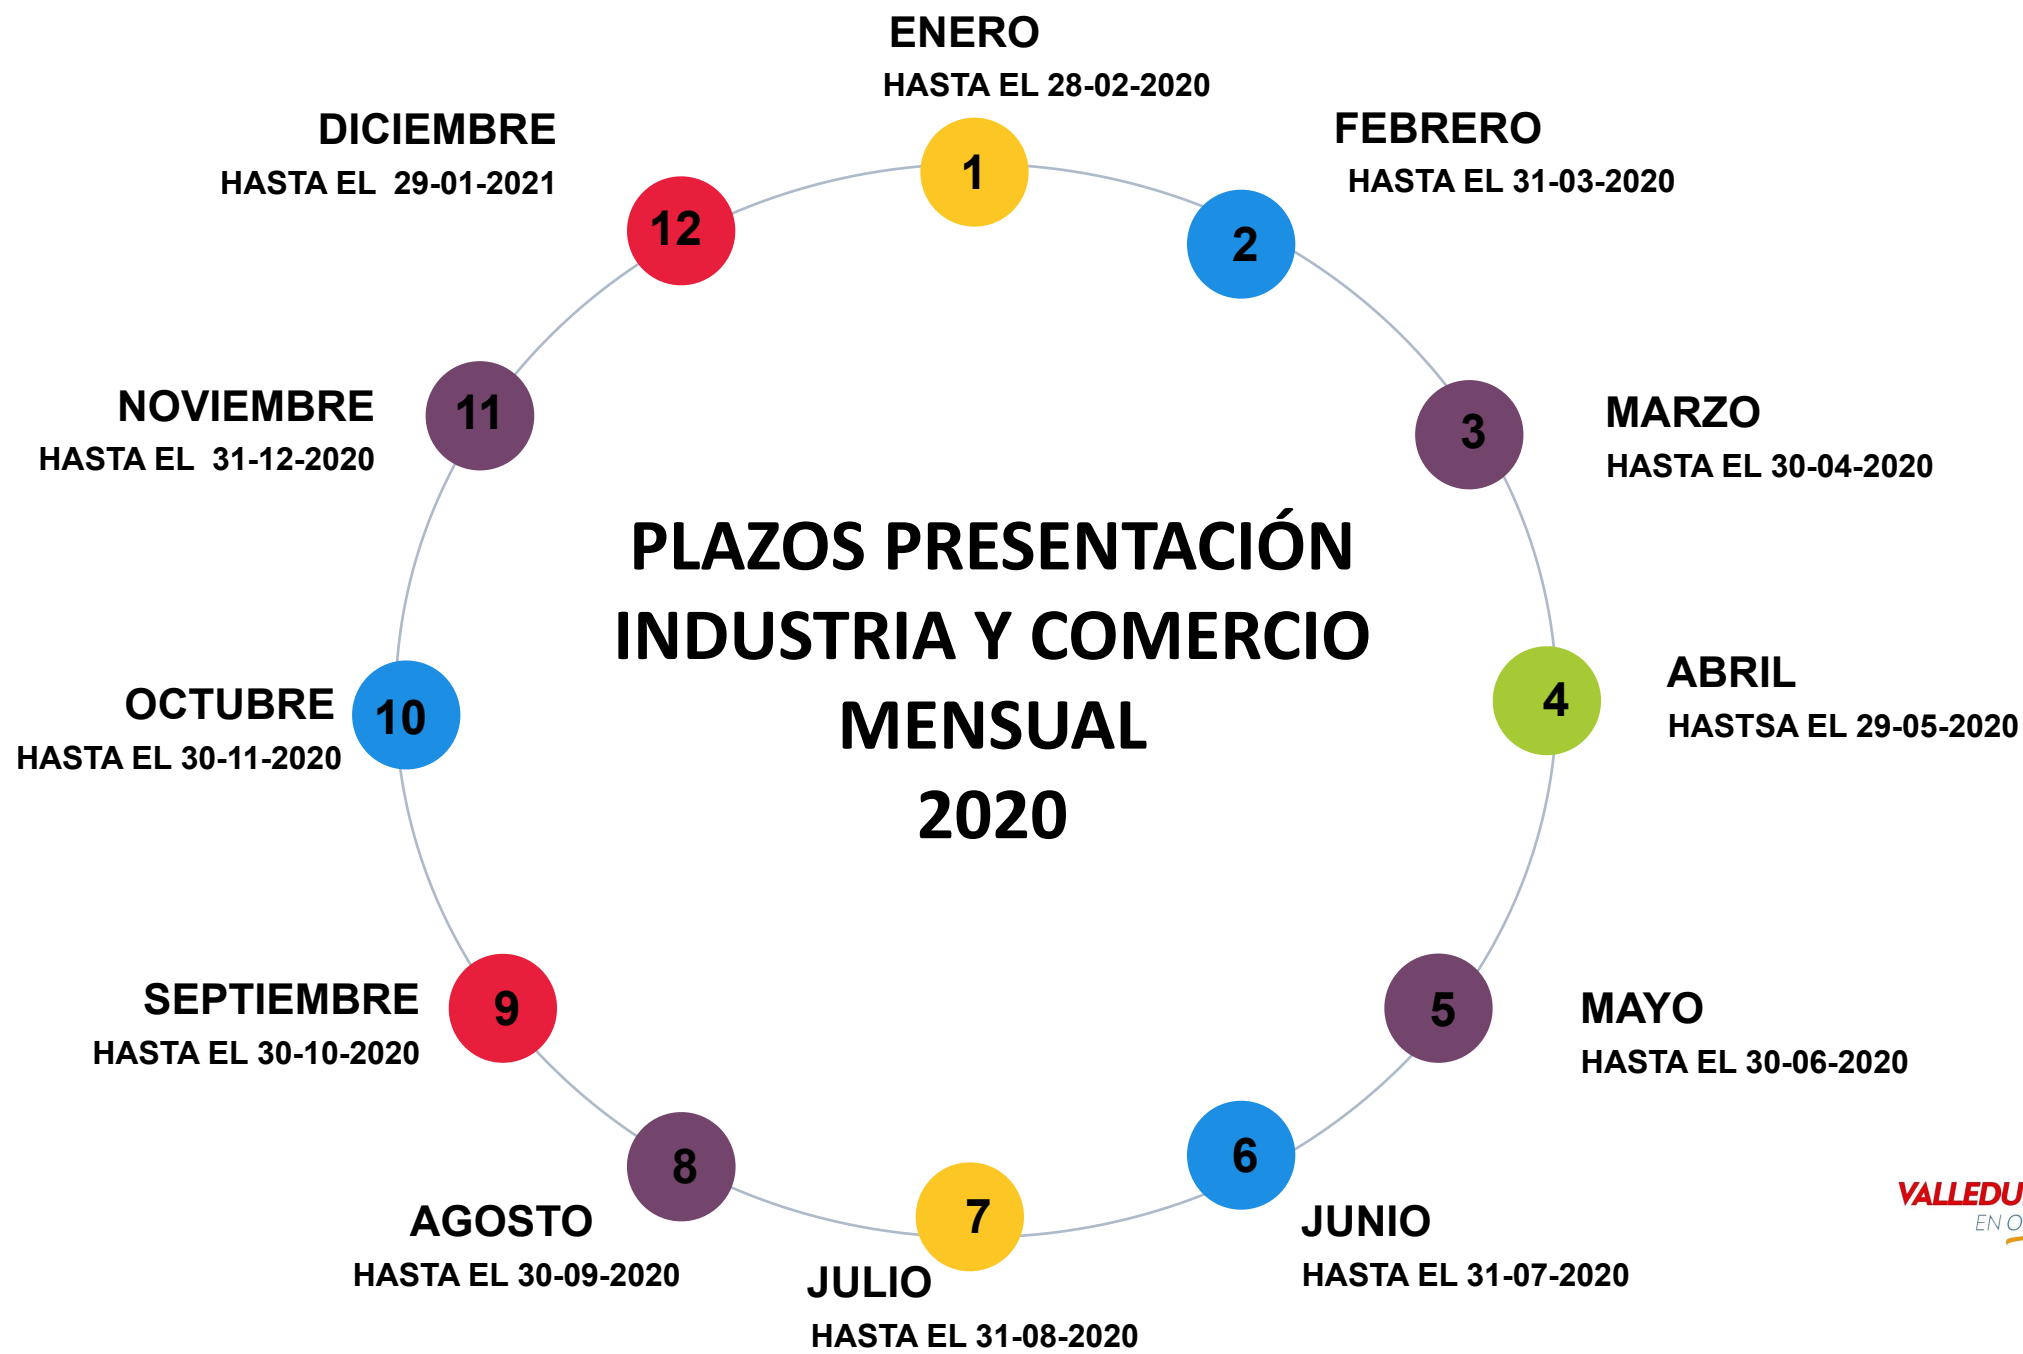 ENERO
HASTA EL 28-02-2020
1
FEBRERO
HASTA EL 31-03-2020
2
MARZO
HASTA EL 30-04-2020
3
ABRIL
HASTSA EL 29-05-2020
4
MAYO
HASTA EL 30-06-2020
5
JUNIO
HASTA EL 31-07-2020
6
JULIO
HASTA EL 31-08-2020
7
AGOSTO
HASTA EL 30-09-2020
8
SEPTIEMBRE
HASTA EL 30-10-2020
9
OCTUBRE
HASTA EL 30-11-2020
10
NOVIEMBRE
HASTA EL 31-12-2020
11
DICIEMBRE
HASTA EL 29-01-2021
12
PLAZOS PRESENTACIÓN
INDUSTRIA Y COMERCIO
MENSUAL
2020
VALLEDU
EN O